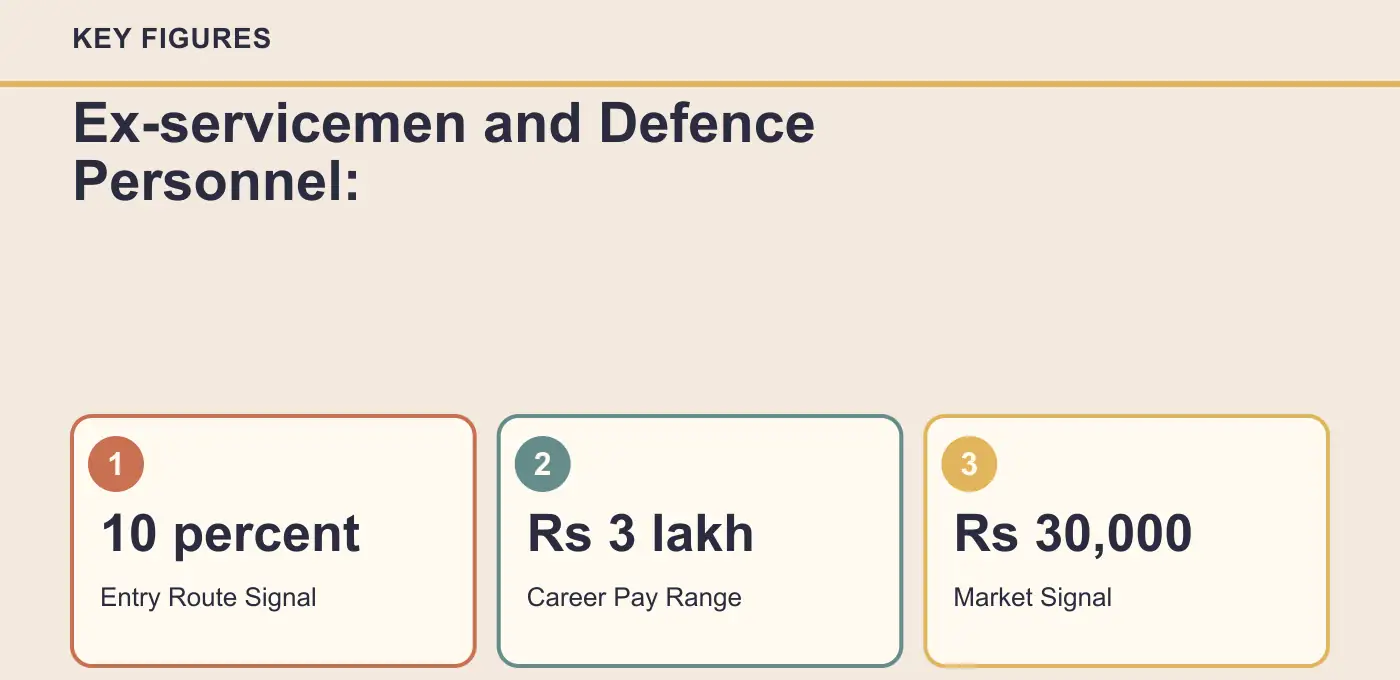 KEY FIGURES
Ex-servicemen and Defence
Personnel:
1
10 percent
Entry Route Signal
2
Rs 3 lakh
Career Pay Range
3
Rs 30,000
Market Signal